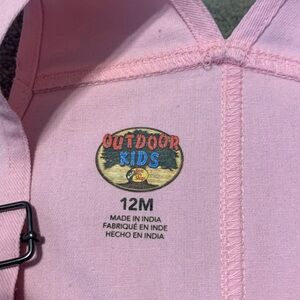 OUTDOOR
KIDS
12M
MADE IN INDIA
FABRIQUÉ EN INDE
HECHO EN INDIA